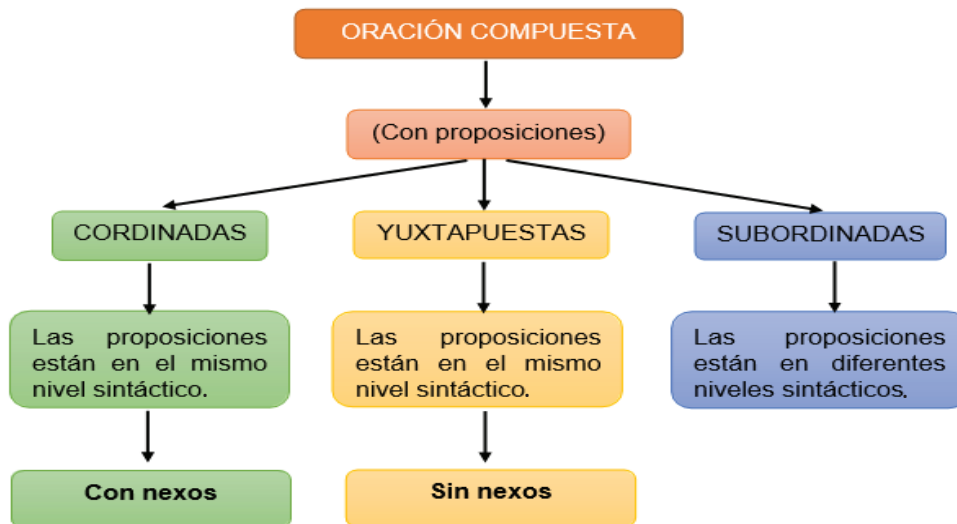 ORACIÓN COMPUESTA
(Con proposiciones)
CORDINADAS
YUXTAPUESTAS
SUBORDINADAS
Las proposiciones
están en el mismo
nivel sintáctico.
Las proposiciones
están en el mismo
nivel sintáctico.
Las proposiciones
están en diferentes
niveles sintácticos.
Con nexos
Sin nexos